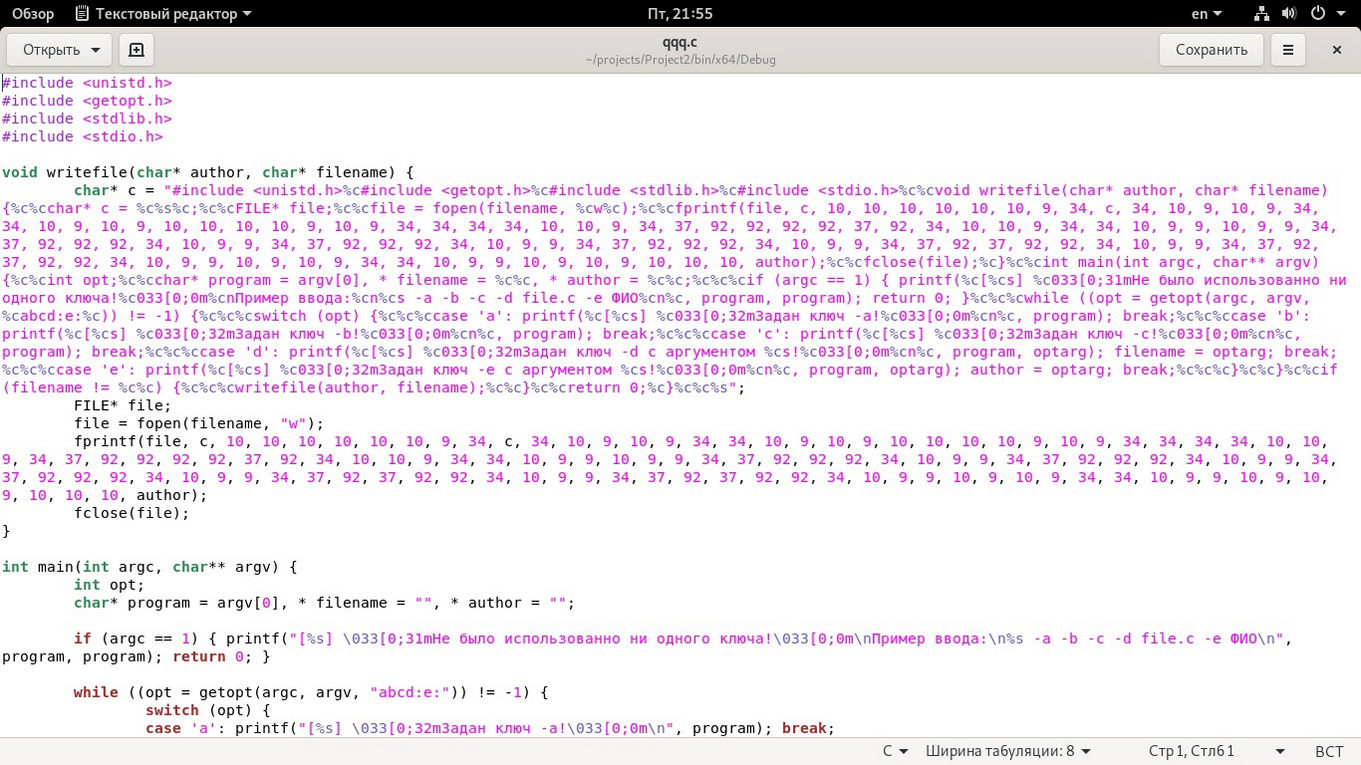 Обзор
Текстовый редактор
Пт, 21:55
en
Открыть
qqq.c
~/projects/Project2/bin/x64/Debug
Сохранить
#include <unistd.h>
#include <getopt.h>
#include <stdlib.h>
#include <stdio.h>
void writefile(char* author, char* filename) {
char* c = "#include <unistd.h>%c#include <getopt.h>%c#include <stdlib.h>%c#include <stdio.h>%c%cvoid writefile(char* author, char* filename)
{%c%cchar* c = %c%s%c;%c%cFILE* file;%c%cfile = fopen(filename, %cw%c);%c%cfprintf(file, c, 10, 10, 10, 10, 10, 10, 9, 34, c, 34, 10, 9, 10, 9, 34,
34, 10, 9, 10, 9, 10, 10, 10, 10, 9, 10, 9, 34, 34, 34, 34, 10, 10, 9, 34, 37, 92, 92, 92, 92, 37, 92, 34, 10, 10, 9, 34, 34, 10, 9, 9, 10, 9, 9, 34,
37, 92, 92, 92, 34, 10, 9, 9, 34, 37, 92, 92, 92, 34, 10, 9, 9, 34, 37, 92, 92, 92, 34, 10, 9, 9, 34, 37, 92, 37, 92, 92, 34, 10, 9, 9, 34, 37, 92,
37, 92, 92, 34, 10, 9, 9, 10, 9, 10, 9, 34, 34, 10, 9, 9, 10, 9, 10, 9, 10, 10, 10, author);%c%cfclose(file);%c}%c%cint main(int argc, char** argv)
{%c%cint opt;%c%cchar* program = argv[0], * filename = %c%c, * author = %c%c;%c%c%cif (argc == 1) { printf(%c[%cs] %c033[0;31mНе было использованно ни
одного ключа!%c033[0;0m%cnПример ввода:%cn%cs -a -b -c -d file.c -e ФИО%cn%c, program, program); return 0; }%c%c%cwhile ((opt = getopt(argc, argv,
%cabcd:e:%c)) != -1) {%c%c%cswitch (opt) {%c%c%ccase 'a': printf(%c[%cs] %c033[0;32mЗадан ключ -a!%c033[0;0m%cn%c, program); break;%c%c%ccase 'b':
printf(%c[%cs] %c033[0;32mЗадан ключ -b!%c033[0;0m%cn%c, program); break;%c%c%ccase 'c': printf(%c[%cs] %c033[0;32mЗадан ключ -c!%c033[0;0m%cn%c,
program); break;%c%c%ccase 'd': printf(%c[%cs] %c033[0;32mЗадан ключ -d с аргументом %cs!%c033[0;0m%cn%c, program, optarg); filename = optarg; break;
%c%c%ccase 'e': printf(%c[%cs] %c033[0;32mЗадан ключ -e с аргументом %cs!%c033[0;0m%cn%c, program, optarg); author = optarg; break;%c%c%c}%c%c}%c%cif
(filename != %c%c) {%c%c%cwritefile(author, filename);%c%c}%c%creturn 0;%c}%c%c%s";
FILE* file;
file = fopen(filename, "w");
fprintf(file, c, 10, 10, 10, 10, 10, 10, 9, 34, c, 34, 10, 9, 10, 9, 34, 34, 10, 9, 10, 9, 10, 10, 10, 10, 9, 10, 9, 34, 34, 34, 34, 10, 10,
9, 34, 37, 92, 92, 92, 92, 37, 92, 34, 10, 10, 9, 34, 34, 10, 9, 9, 10, 9, 9, 34, 37, 92, 92, 92, 34, 10, 9, 9, 34, 37, 92, 92, 92, 34, 10, 9, 9, 34,
37, 92, 92, 92, 34, 10, 9, 9, 34, 37, 92, 37, 92, 92, 34, 10, 9, 9, 34, 37, 92, 37, 92, 92, 34, 10, 9, 9, 10, 9, 10, 9, 34, 34, 10, 9, 9, 10, 9, 10,
9, 10, 10, 10, author);
fclose(file);
}
int main(int argc, char** argv) {
int opt;
char* program = argv[0], * filename = "", * author = "";
if (argc == 1) { printf("[%s] \033[0;31mНе было использованно ни одного ключа!\033[0;0m\nПример ввода:\n%s -a -b -c -d file.c -e ФИО\n",
program, program); return 0; }
while ((opt = getopt(argc, argv, "abcd:e:")) != -1) {
switch (opt) {
case 'a': printf("[%s] \033[0;32mЗадан ключ -a!\033[0;0m\n", program); break;
C
Ширина табуляции: 8
Стр 1, Стлб 1
ВСТ